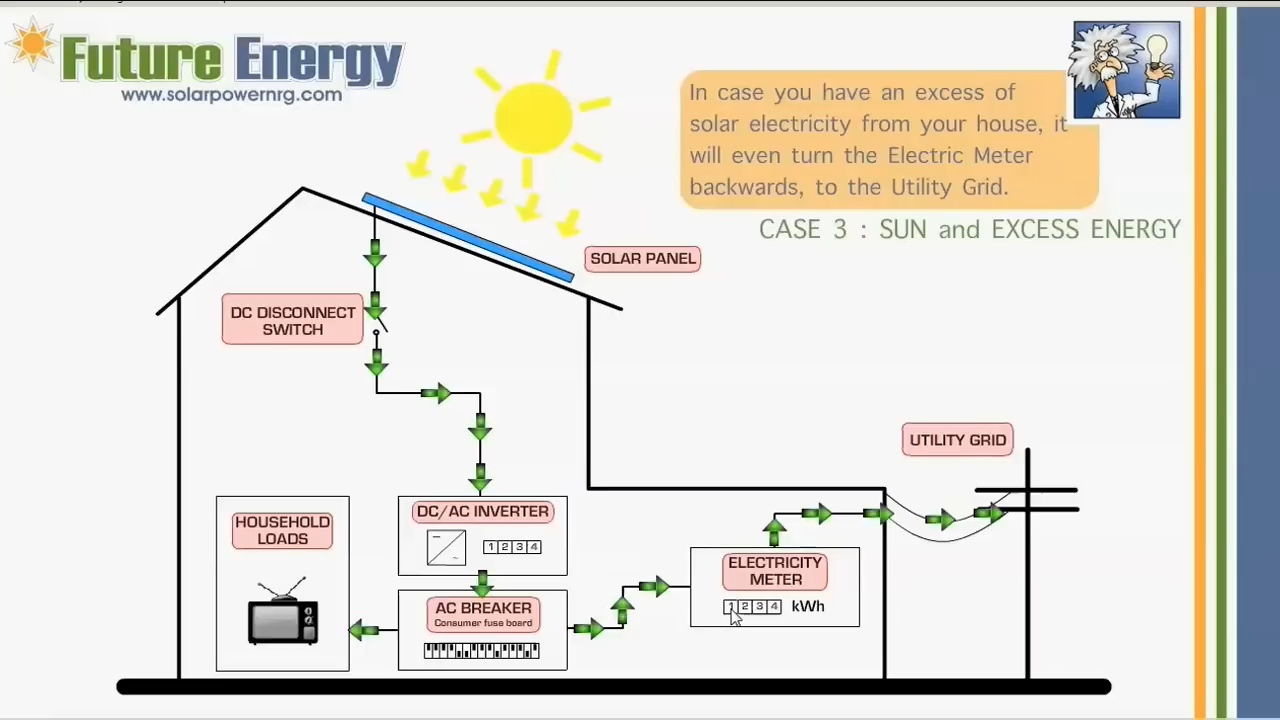 Future Energy
www.solarpowernrg.com
In case you have an excess of
solar electricity from your house, it
will even turn the Electric Meter
backwards, to the Utility Grid.
CASE 3 : SUN and EXCESS ENERGY
SOLAR PANEL
DC DISCONNECT
SWITCH
UTILITY GRID
HOUSEHOLD
LOADS
DC/AC INVERTER
1 2 3 4
AC BREAKER
Consumer fuse board
ELECTRICITY
METER
1 2 3 4 kWh